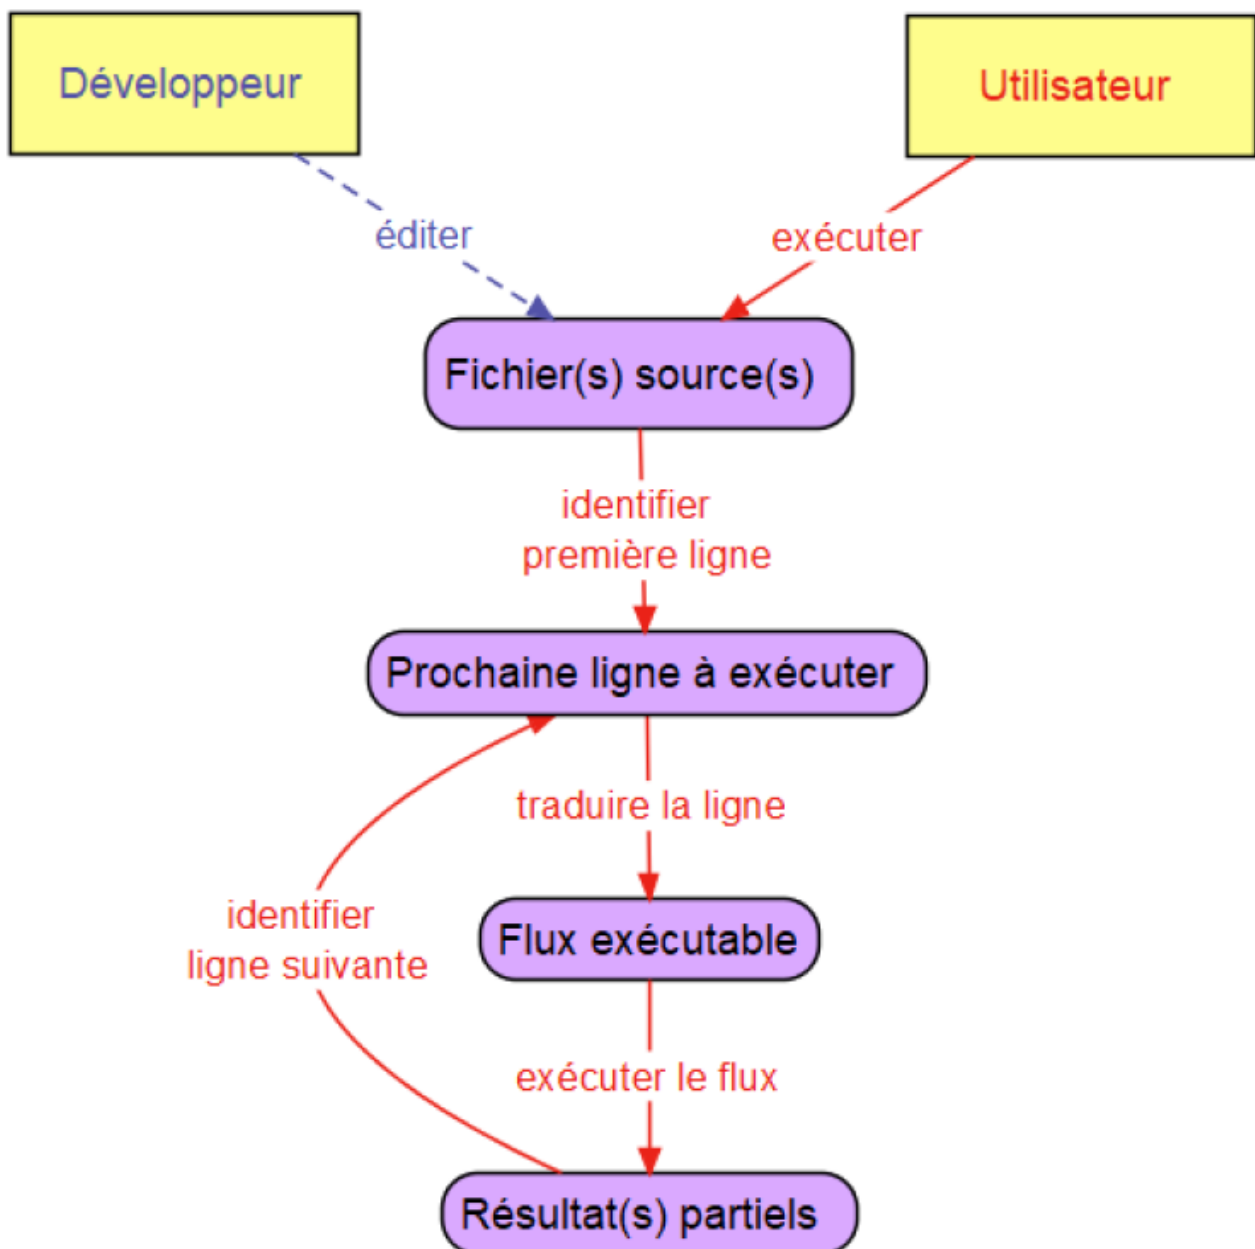 Développeur
Utilisateur
éditer
exécuter
Fichier(s) source(s)
identifier
première ligne
Prochaine ligne à exécuter
traduire la ligne
identifier
ligne suivante
Flux exécutable
exécuter le flux
Résultat(s) partiels